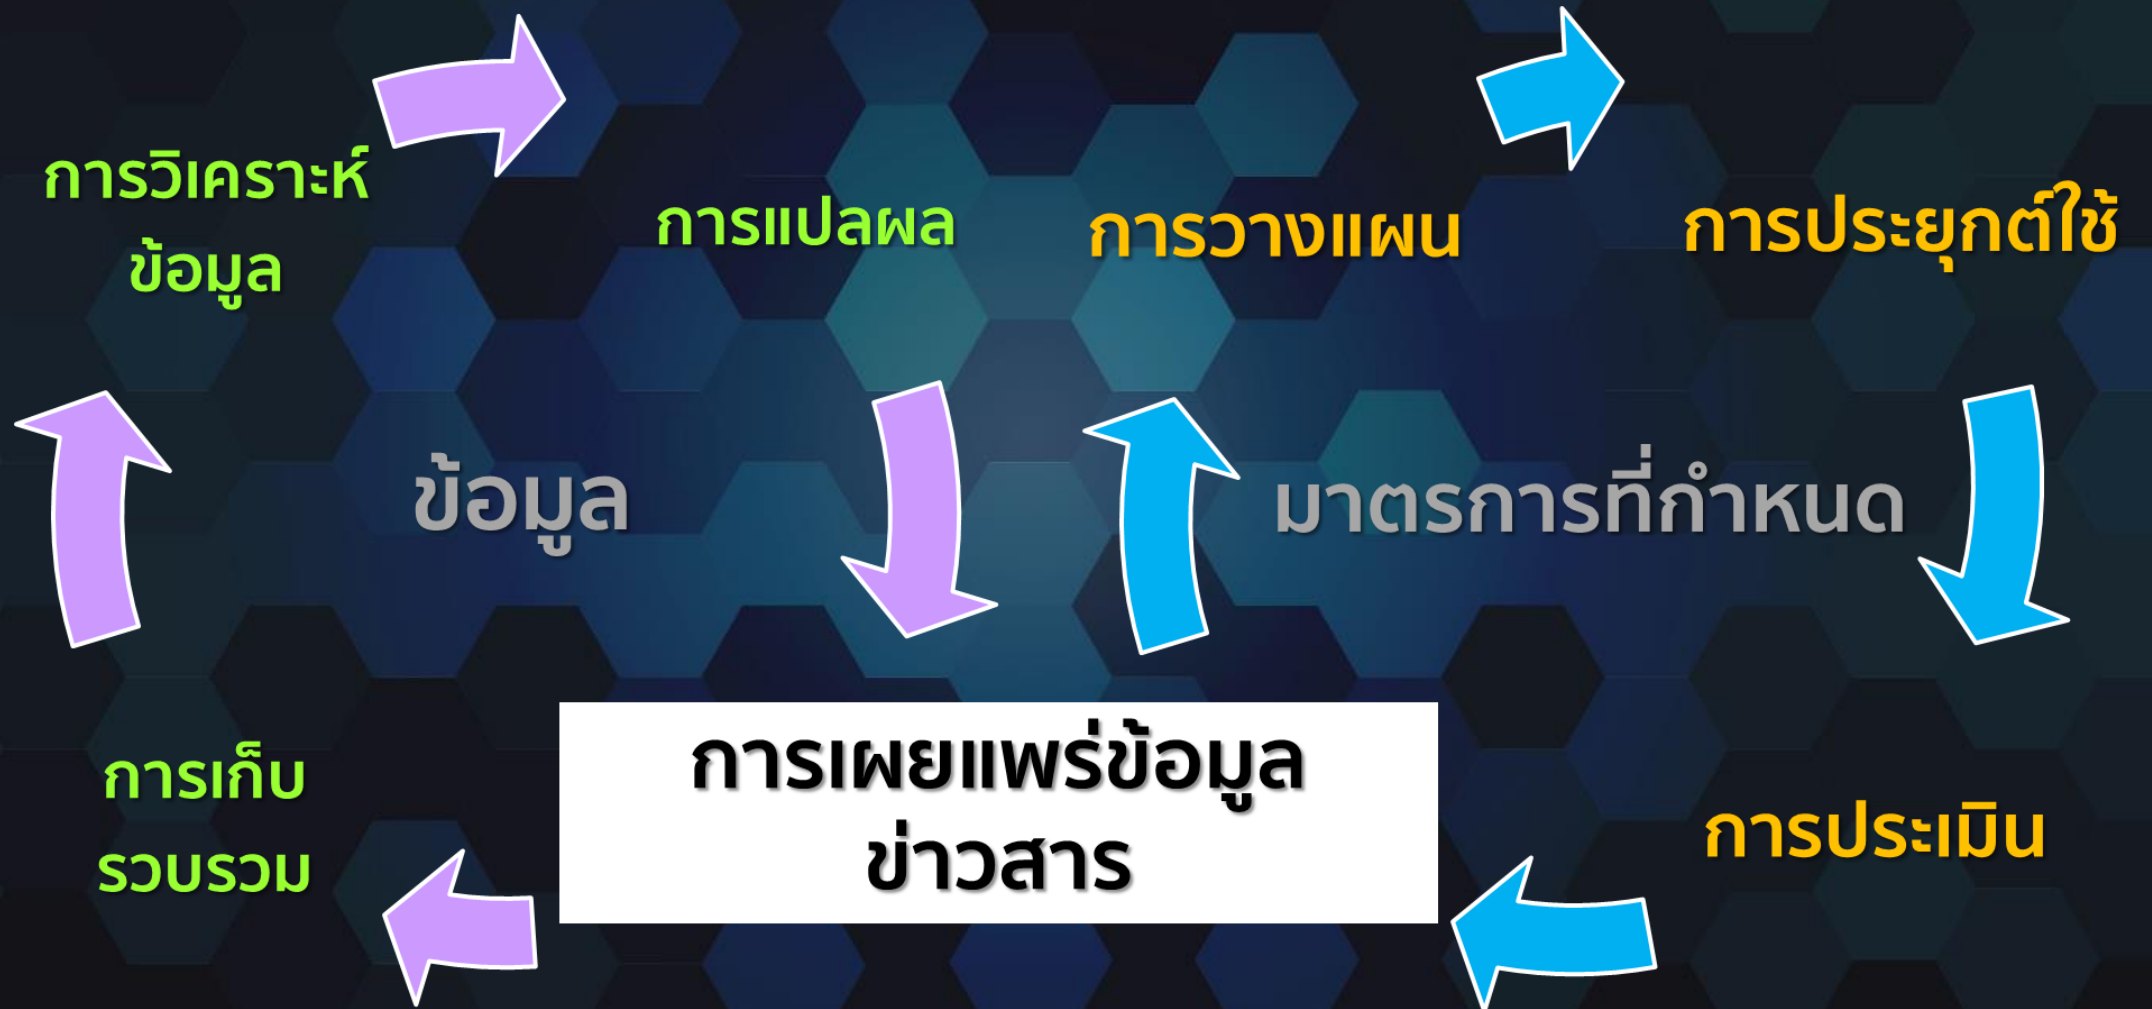 การวิเคราะห์
ข้อมูล
การแปลผล
การวางแผน
การประยุกต์ใช้
ข้อมูล
มาตรการที่กำหนด
การเก็บ
รวบรวม
การเผยแพร่ข้อมูล
ข่าวสาร
การประเมิน